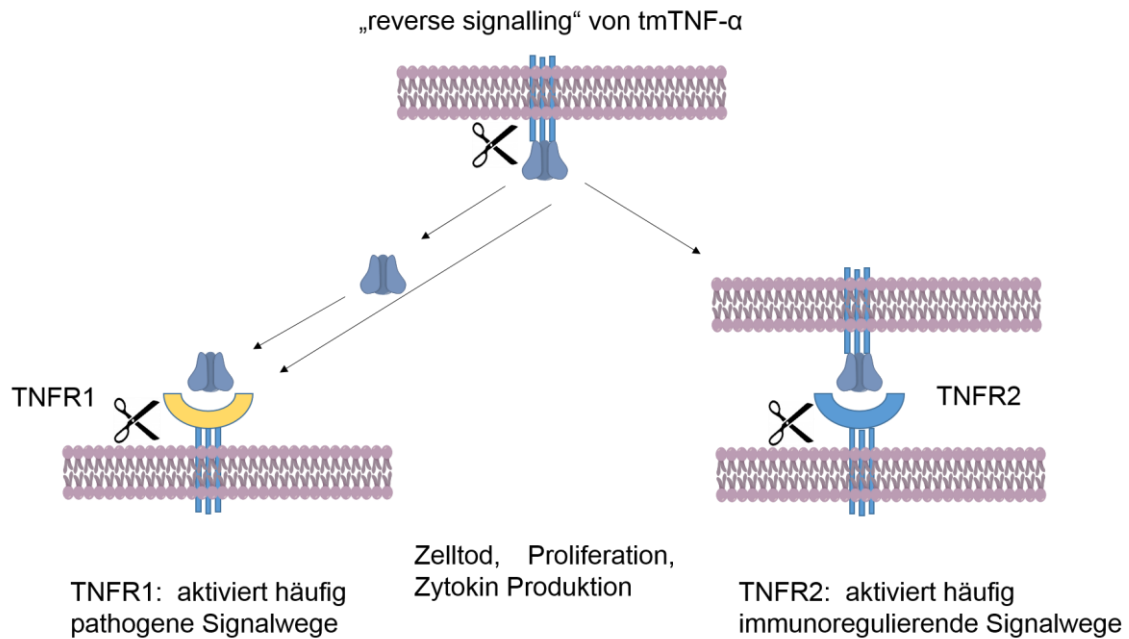 „reverse signalling“ von tmTNF-α
TNFR1
TNFR2
Zelltod, Proliferation,
Zytokin Produktion
TNFR1: aktiviert häufig
pathogene Signalwege
TNFR2: aktiviert häufig
immunoregulierende Signalwege